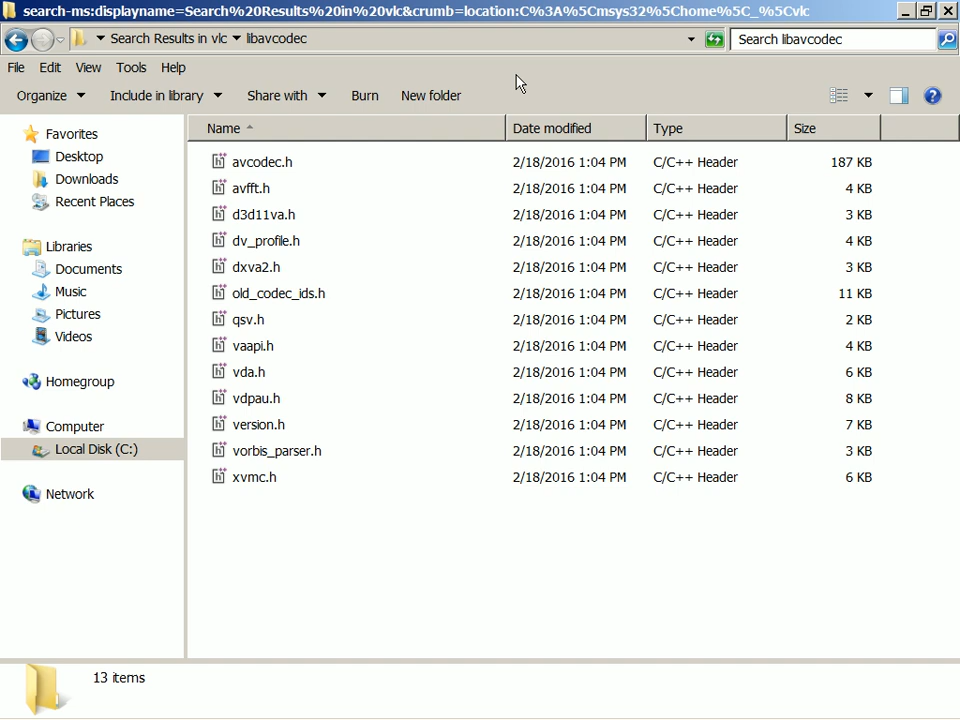 search-ms:displayname=Search%20Results%20in%20vlc&crumb=location:C%3A%5Cmsys32%5Chome%5C_%5Cvlc
Search Results in vlc libavcodec Search libavcodec
File Edit View Tools Help
Organize Include in library Share with Burn New folder
Favorites
Desktop
Downloads
Recent Places
Libraries
Documents
Music
Pictures
Videos
Homegroup
Computer
Local Disk (C:)
Network
Name Date modified Type Size
avcodec.h 2/18/2016 1:04 PM C/C++ Header 187 KB
avfft.h 2/18/2016 1:04 PM C/C++ Header 4 KB
d3d11va.h 2/18/2016 1:04 PM C/C++ Header 3 KB
dv_profile.h 2/18/2016 1:04 PM C/C++ Header 4 KB
dxva2.h 2/18/2016 1:04 PM C/C++ Header 3 KB
old_codec_ids.h 2/18/2016 1:04 PM C/C++ Header 11 KB
qsv.h 2/18/2016 1:04 PM C/C++ Header 2 KB
vaapi.h 2/18/2016 1:04 PM C/C++ Header 4 KB
vda.h 2/18/2016 1:04 PM C/C++ Header 6 KB
vdpau.h 2/18/2016 1:04 PM C/C++ Header 8 KB
version.h 2/18/2016 1:04 PM C/C++ Header 7 KB
vorbis_parser.h 2/18/2016 1:04 PM C/C++ Header 3 KB
xvmc.h 2/18/2016 1:04 PM C/C++ Header 6 KB
13 items